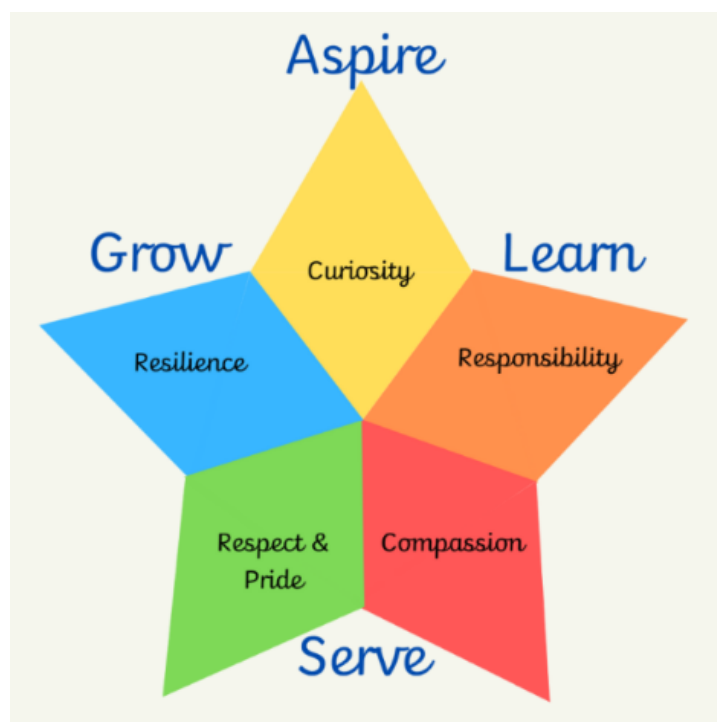 Aspire
Grow
Learn
Curiosity
Resilience
Responsibility
Respect &
Pride
Compassion
Serve